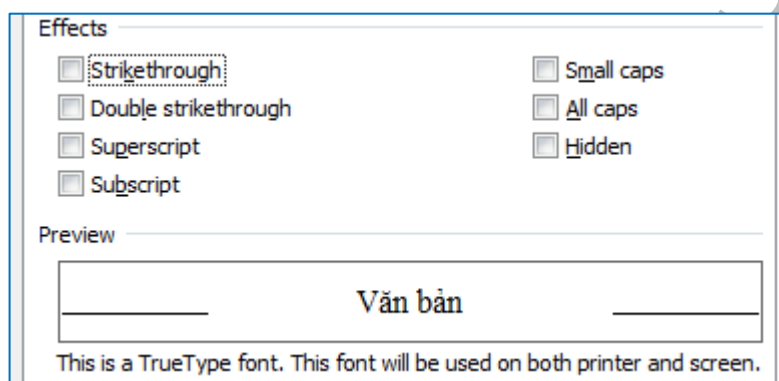 Effects
Strikethrough
Small caps
Double strikethrough
All caps
Superscript
Hidden
Subscript
Preview
Văn bản
This is a TrueType font. This font will be used on both printer and screen.